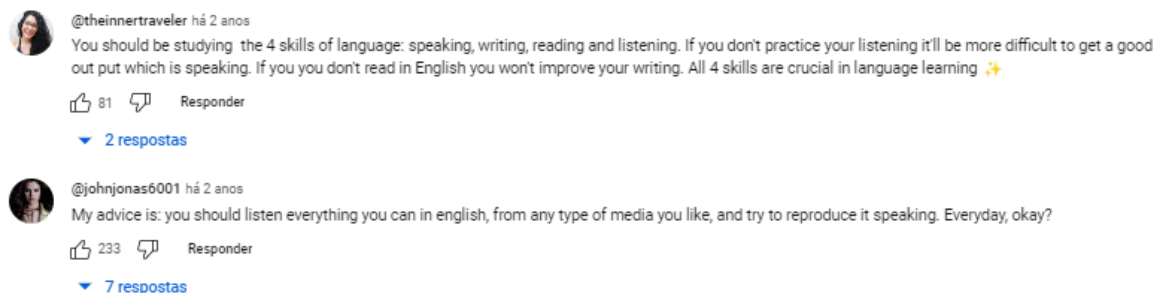 @theinnertraveler há 2 anos
You should be studying the 4 skills of language: speaking, writing, reading and listening. If you don't practice your listening it'll be more difficult to get a good
out put which is speaking. If you you don't read in English you won't improve your writing. All 4 skills are crucial in language learning ✨
81 Responder
2 respostas
@johnjonas6001 há 2 anos
My advice is: you should listen everything you can in english, from any type of media you like, and try to reproduce it speaking. Everyday, okay?
233 Responder
7 respostas